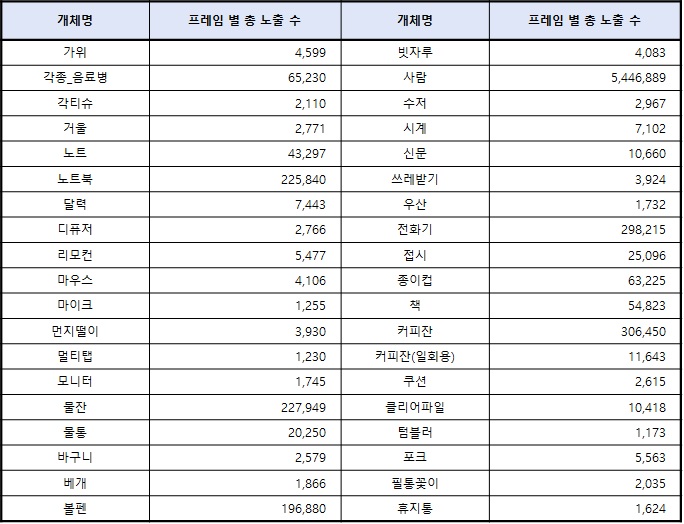 개체명 프레임 별 총 노출 수 개체명 프레임 별 총 노출 수
가위 4,599 빗자루 4,083
각종_음료병 65,230 사람 5,446,889
각티슈 2,110 수저 2,967
거울 2,771 시계 7,102
노트 43,297 신문 10,660
노트북 225,840 쓰레받기 3,924
달력 7,443 우산 1,732
디퓨저 2,766 전화기 298,215
리모컨 5,477 접시 25,096
마우스 4,106 종이컵 63,225
마이크 1,255 책 54,823
먼지떨이 3,930 커피잔 306,450
멀티탭 1,230 커피잔(일회용) 11,643
모니터 1,745 쿠션 2,615
물잔 227,949 클리어파일 10,418
물통 20,250 텀블러 1,173
바구니 2,579 포크 5,563
베개 1,866 필통꽂이 2,035
볼펜 196,880 휴지통 1,624